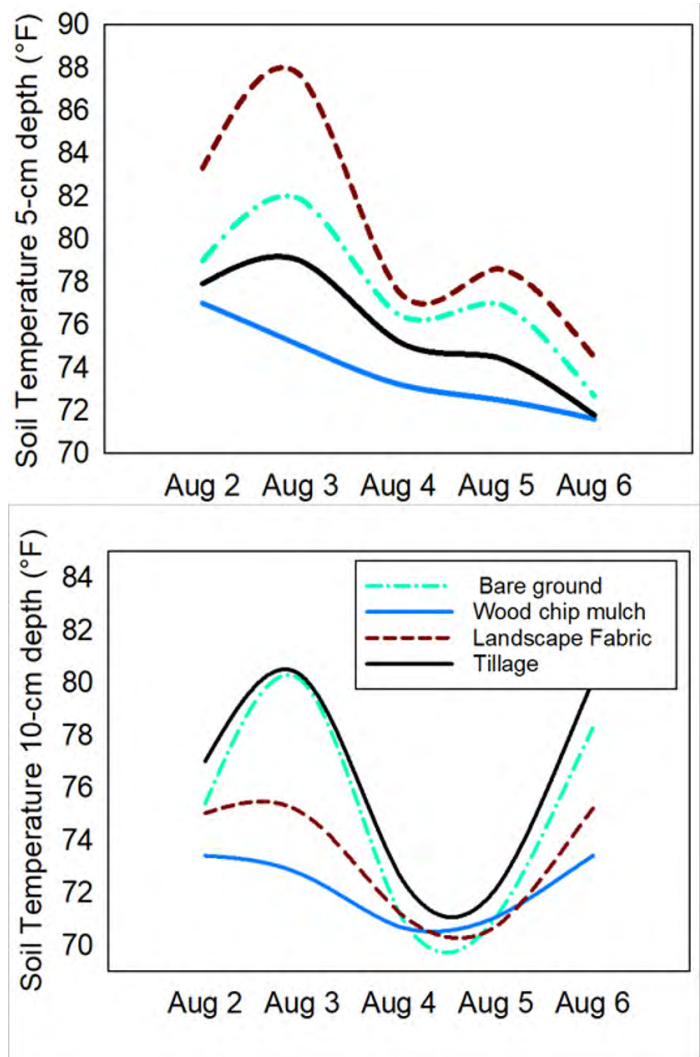 Soil Temperature 5-cm depth (°F)
90
88
86
84
82
80
78
76
74
72
70
Aug 2 Aug 3 Aug 4 Aug 5 Aug 6
Soil Temperature 10-cm depth (°F)
84
82
80
78
76
74
72
70
Bare ground
Wood chip mulch
Landscape Fabric
Tillage
Aug 2 Aug 3 Aug 4 Aug 5 Aug 6